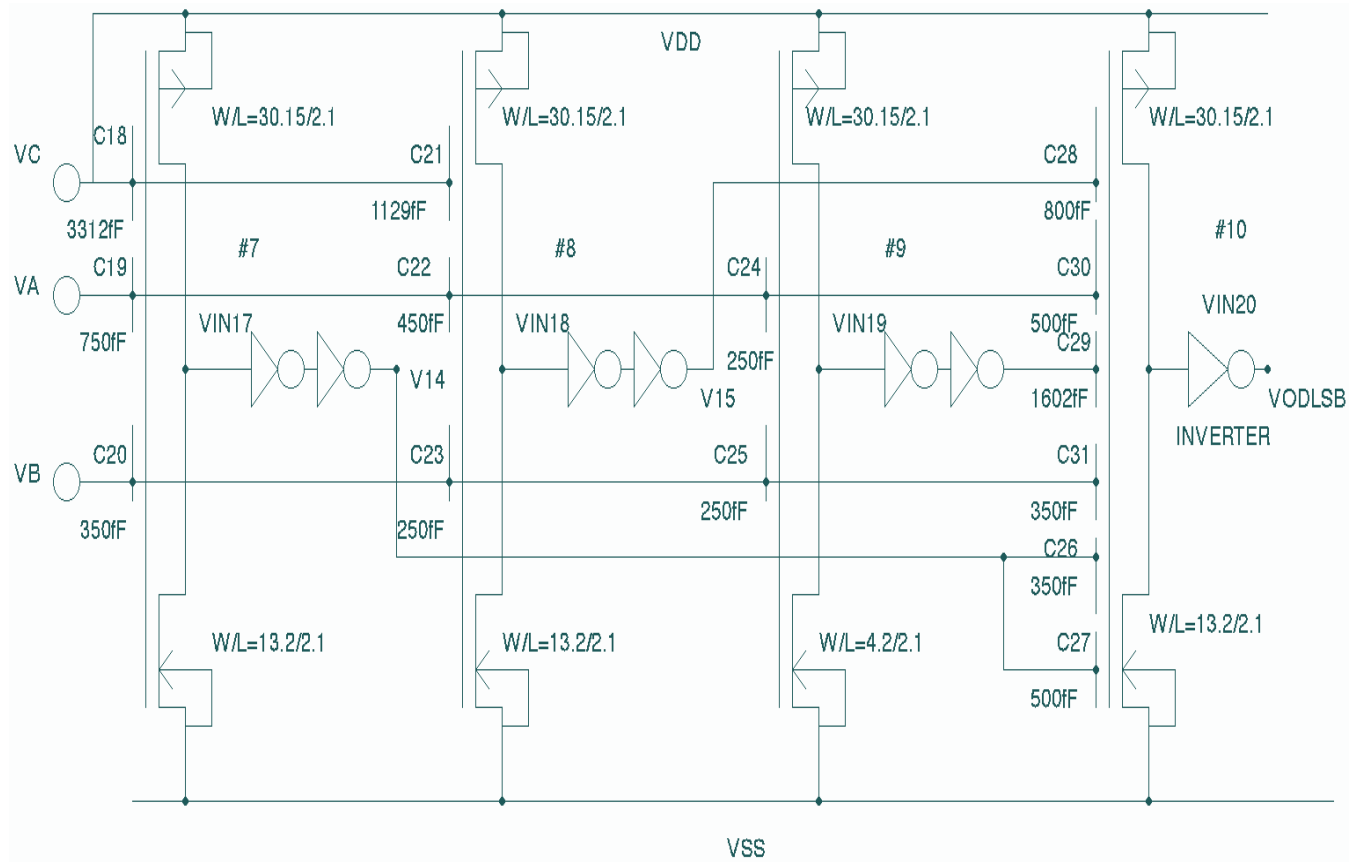 VDD
W/L=30.15/2.1
W/L=30.15/2.1
W/L=30.15/2.1
W/L=30.15/2.1
C18
VC
C21
C28
3312fF
1129fF
800fF
#7
#8
#9
#10
C19
C22
C24
C30
VA
VIN17
450fF
VIN18
VIN19
500fF
VIN20
750fF
250fF
C29
V14
V15
1602fF
VODLSB
INVERTER
C20
C23
C25
C31
VB
350fF
250fF
250fF
350fF
C26
350fF
W/L=13.2/2.1
W/L=13.2/2.1
W/L=4.2/2.1
C27
W/L=13.2/2.1
500fF
VSS